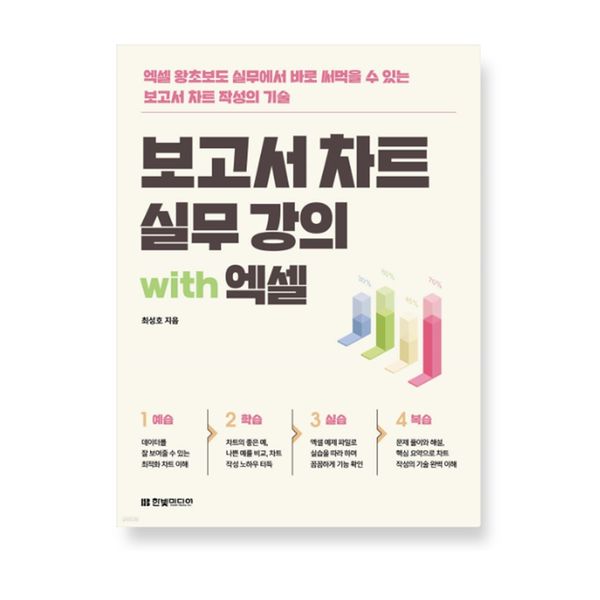 엑셀 왕초보도 실무에서 바로 써먹을 수 있는
보고서 차트 작성의 기술
보고서 차트
실무 강의
with 엑셀
최성호 지음
30%
60%
45%
70%
1 예습
데이터를
잘 보여줄 수 있는
최적화 차트 이해
2 학습
차트의 좋은 예,
나쁜 예를 비교, 차트
작성 노하우 터득
3 실습
엑셀 예제 파일로
실습을 따라 하며
꼼꼼하게 기능 확인
4 복습
문제 풀이와 해설,
핵심 요약으로 차트
작성의 기술 완벽 이해
한빛미디어